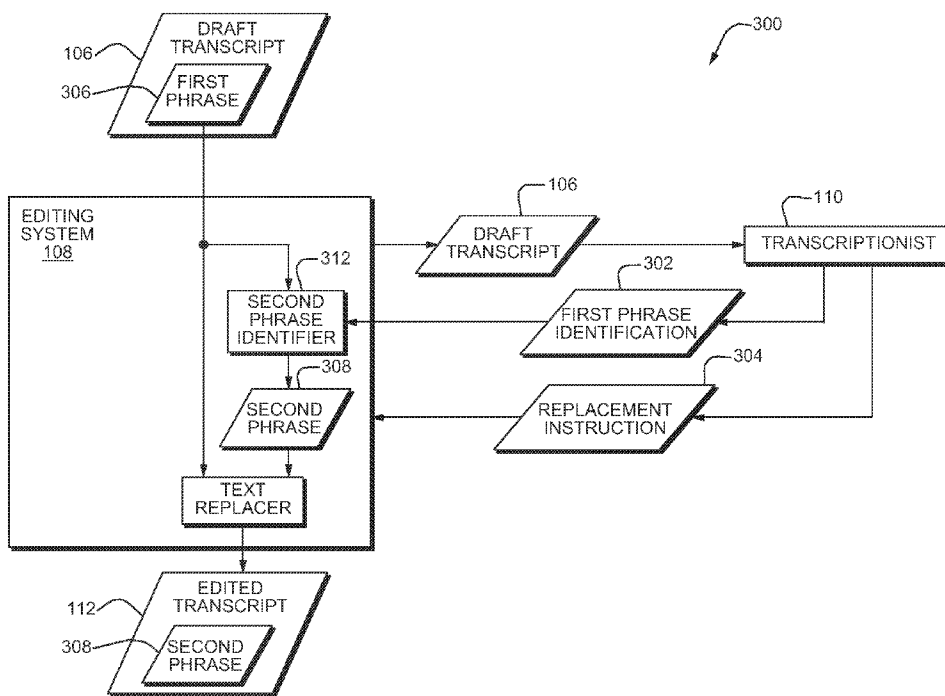 DRAFT
TRANSCRIPT
106
FIRST
PHRASE
306
300
EDITING
SYSTEM
108
106
DRAFT
TRANSCRIPT
110
TRANSCRIPTIONIST
312
SECOND
PHRASE
IDENTIFIER
302
FIRST PHRASE
IDENTIFICATION
308
SECOND
PHRASE
304
REPLACEMENT
INSTRUCTION
TEXT
REPLACER
EDITED
TRANSCRIPT
112
308
SECOND
PHRASE